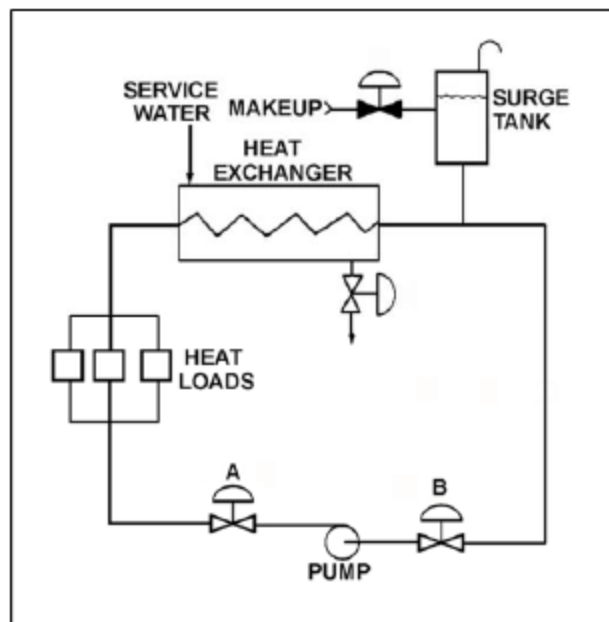 SERVICE
WATER
MAKEUP
SURGE
TANK
HEAT
EXCHANGER
HEAT
LOADS
A
B
PUMP